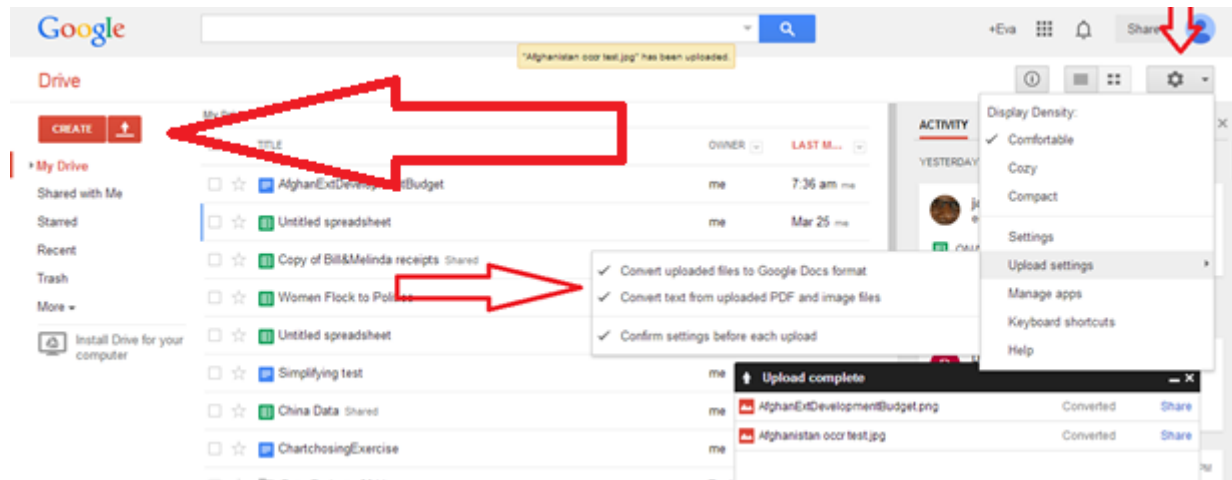 Google
+Eva
Share
"Afghanistan occr test.jpg" has been uploaded.
Drive
CREATE
My Drive
Shared with Me
Starred
Recent
Trash
More
Install Drive for your
computer
TITLE
OWNER
LAST M...
AfghanExtDevelopmentBudget
me
7:36 am me
Untitled spreadsheet
me
Mar 25 me
Copy of Bill&Melinda receipts Shared
Women Flock to
Untitled spreadsheet
Simplifying test
me
China Data Shared
me
ChartchosingExercise
me
Convert uploaded files to Google Docs format
Convert text from uploaded PDF and image files
Confirm settings before each upload
ACTIVITY
YESTERDAY
Display Density:
Comfortable
Cozy
Compact
Settings
Upload settings
Manage apps
Keyboard shortcuts
Help
Upload complete
AfghanExtDevelopmentBudget.png Converted Share
Afghanistan occr test.jpg Converted Share